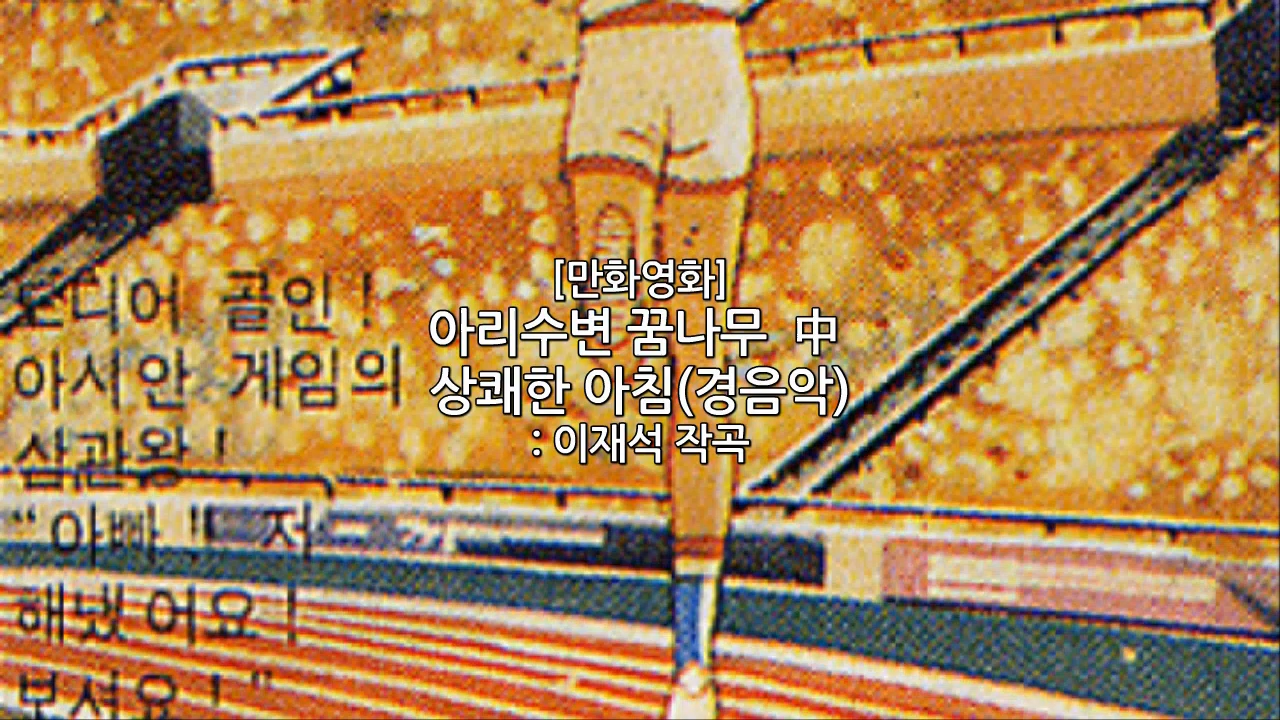 [만화영화]
아리수변 꿈나무 中
상쾌한 아침(경음악)
: 이재석 작곡
드디어 골인 !
아세안 게임의
삼관왕 !
“아빠 !! 저
해냈어요 !
보셔요 ! ”